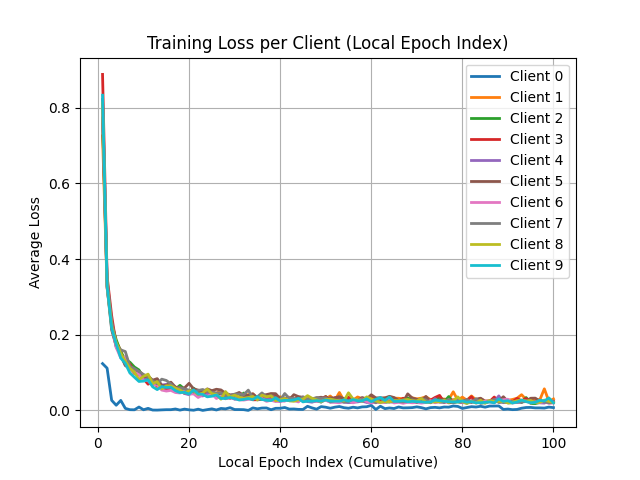 Training Loss per Client (Local Epoch Index)
Average Loss
0.8
0.6
0.4
0.2
0.0
Client 0
Client 1
Client 2
Client 3
Client 4
Client 5
Client 6
Client 7
Client 8
Client 9
0
20
40
60
80
100
Local Epoch Index (Cumulative)